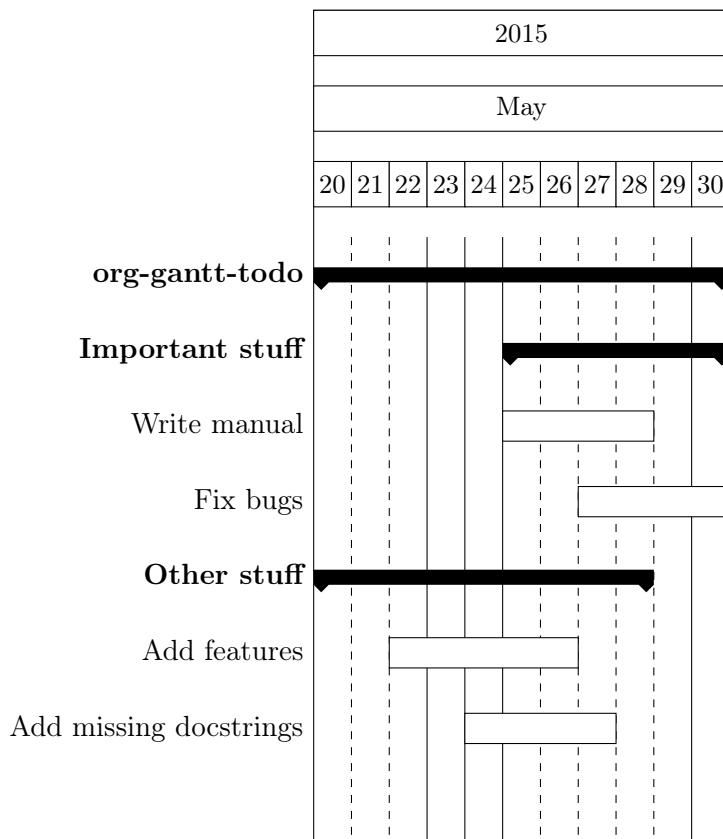 2015
May
20 21 22 23 24 25 26 27 28 29 30
org-gantt-todo
Important stuff
Write manual
Fix bugs
Other stuff
Add features
Add missing docstrings